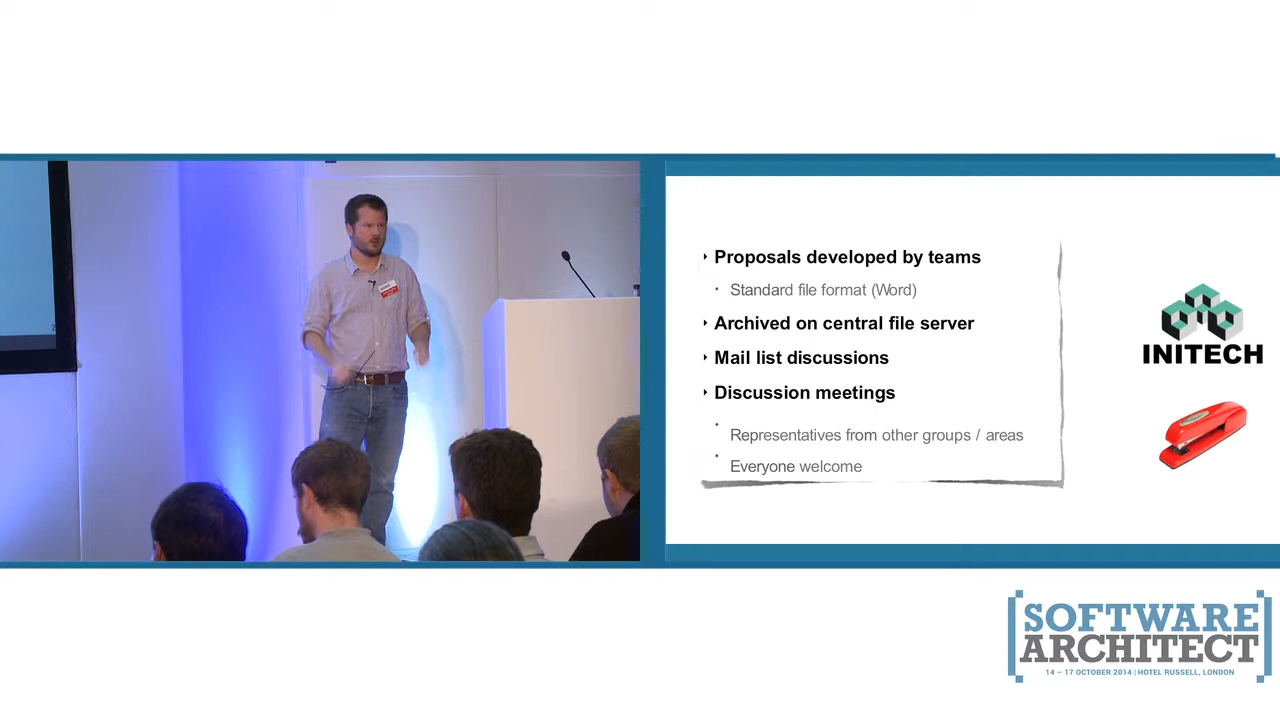 Proposals developed by teams
Standard file format (Word)
Archived on central file server
Mail list discussions
Discussion meetings
Representatives from other groups / areas
Everyone welcome
INITECH
[SOFTWARE
ARCHITECT]
14 – 17 OCTOBER 2014 | HOTEL RUSSELL, LONDON